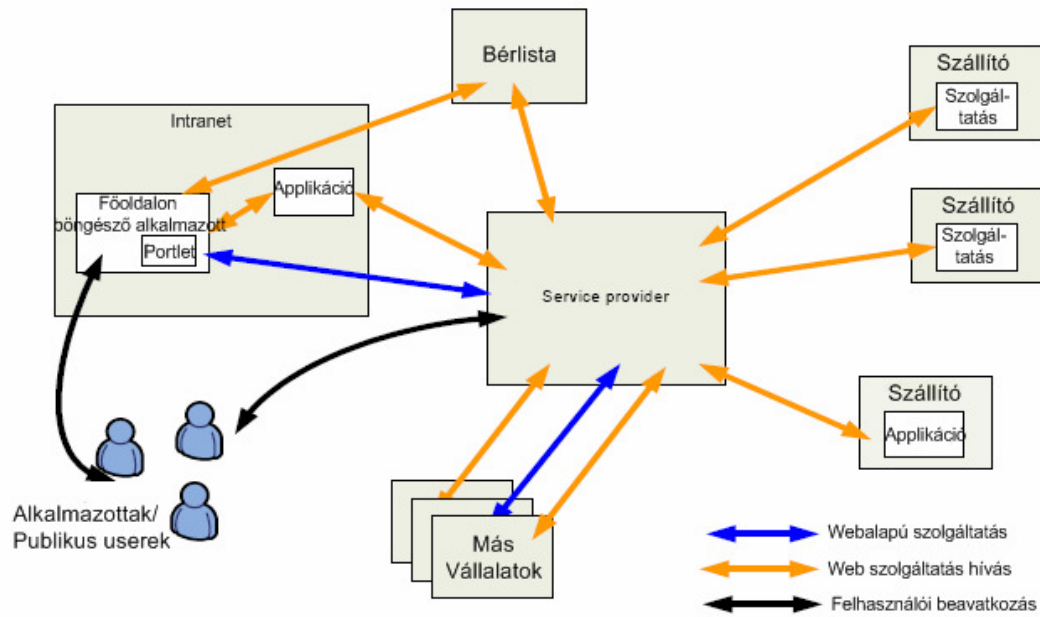 Bérlista
Szállító
Szolgál-
tatás
Intranet
Applikáció
Főoldalon
böngésző alkalmazott
Portlet
Szállító
Szolgál-
tatás
Service provider
Szállító
Applikáció
Alkalmazottak/
Publikus userek
Más
Vállalatok
Webalapú szolgáltatás
Web szolgáltatás hívás
Felhasználói beavatkozás